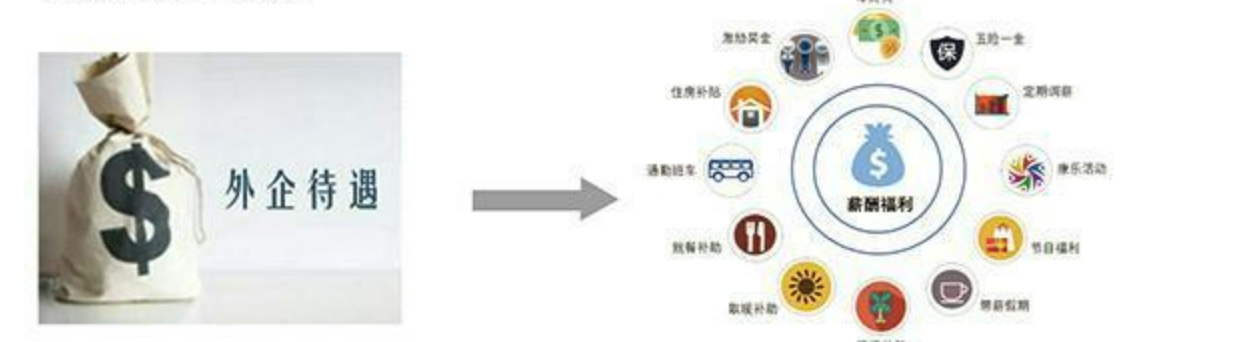 外企待遇
激励奖金
五险一金
住房补贴
定期调薪
通勤班车
康乐活动
薪酬福利
就餐补助
节日福利
取暖补助
带薪假期
保